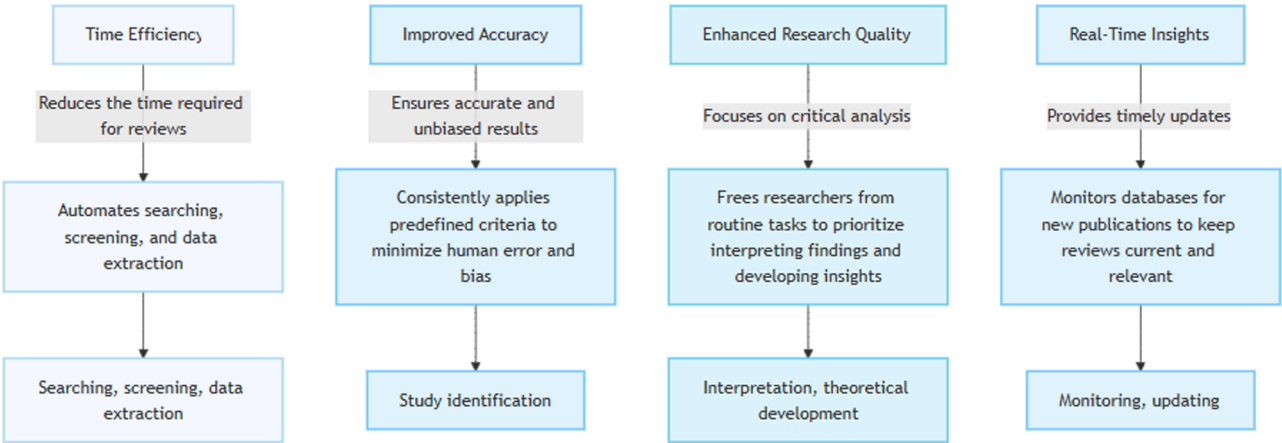 Time Efficiency
Reduces the time required
for reviews
Automates searching,
screening, and data
extraction
Searching, screening, data
extraction
Improved Accuracy
Ensures accurate and
unbiased results
Consistently applies
predefined criteria to
minimize human error and
bias
Study identification
Enhanced Research Quality
Focuses on critical analysis
Frees researchers from
routine tasks to prioritize
interpreting findings and
developing insights
Interpretation, theoretical
development
Real-Time Insights
Provides timely updates
Monitors databases for
new publications to keep
reviews current and
relevant
Monitoring, updating